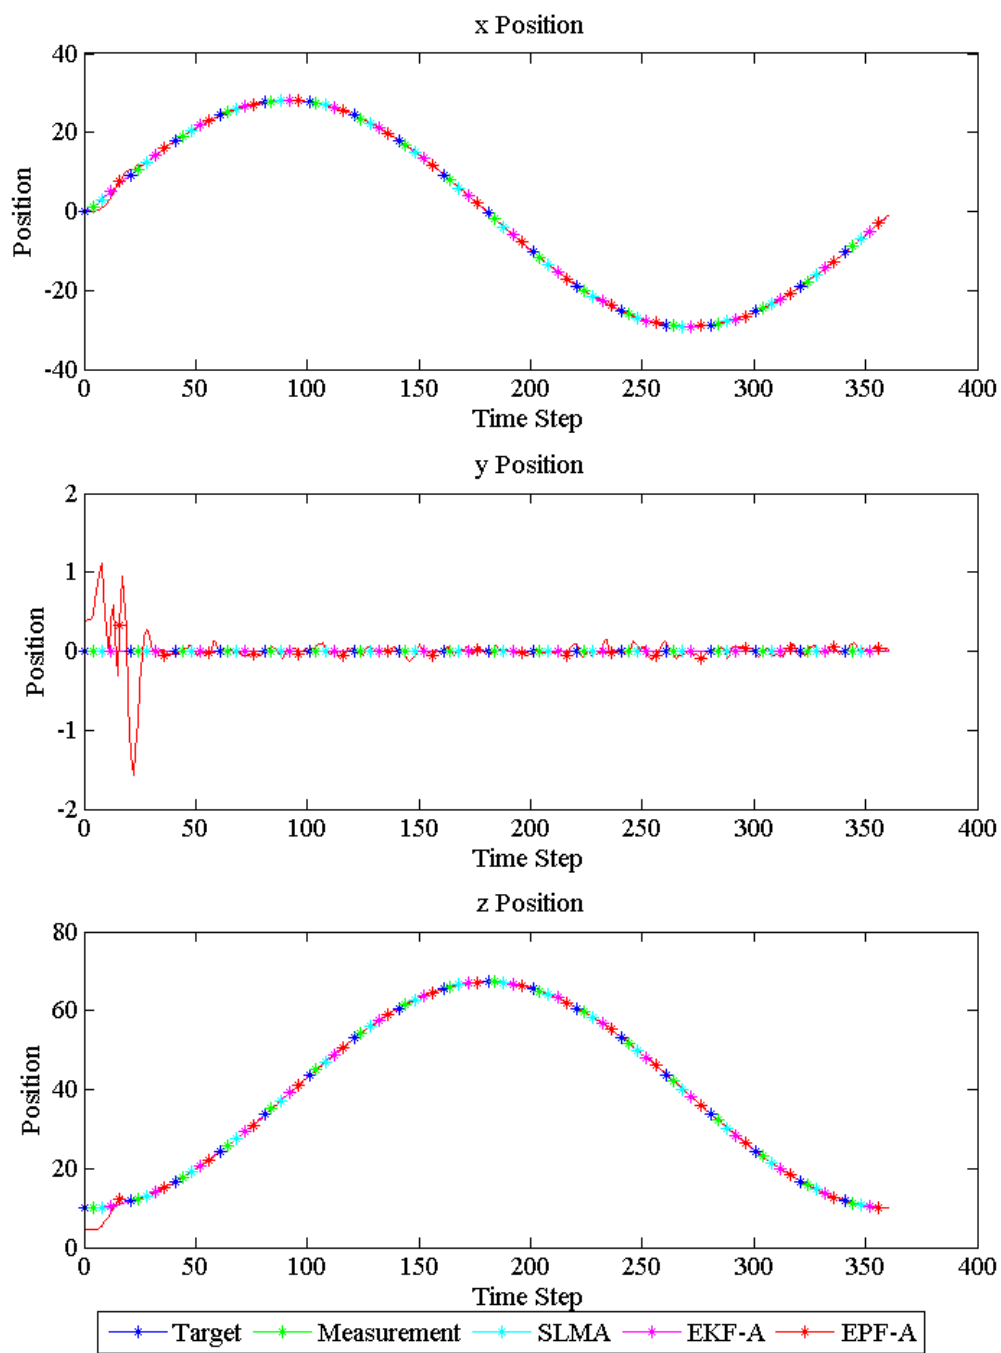 x Position
40
20
0
-20
-40
Position
0 50 100 150 200 250 300 350 400
Time Step
y Position
2
1
0
-1
-2
Position
0 50 100 150 200 250 300 350 400
Time Step
z Position
80
60
40
20
0
Position
0 50 100 150 200 250 300 350 400
Time Step
Target Measurement SLMA EKF-A EPF-A